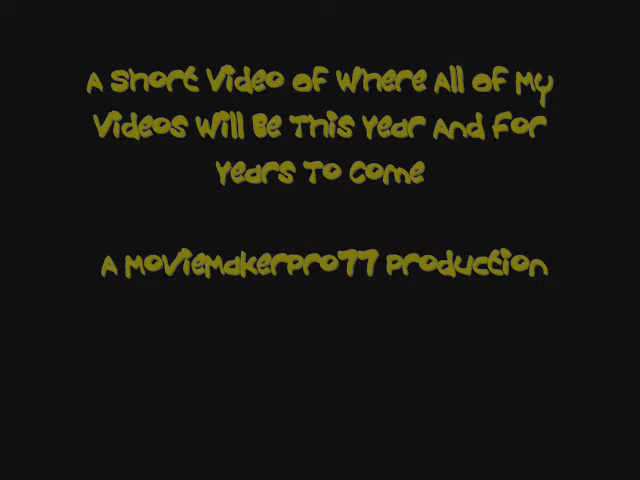 A Short Video of Where All of My
Videos Will Be This Year And For
Years To Come
A Moviemakerpro77 Production